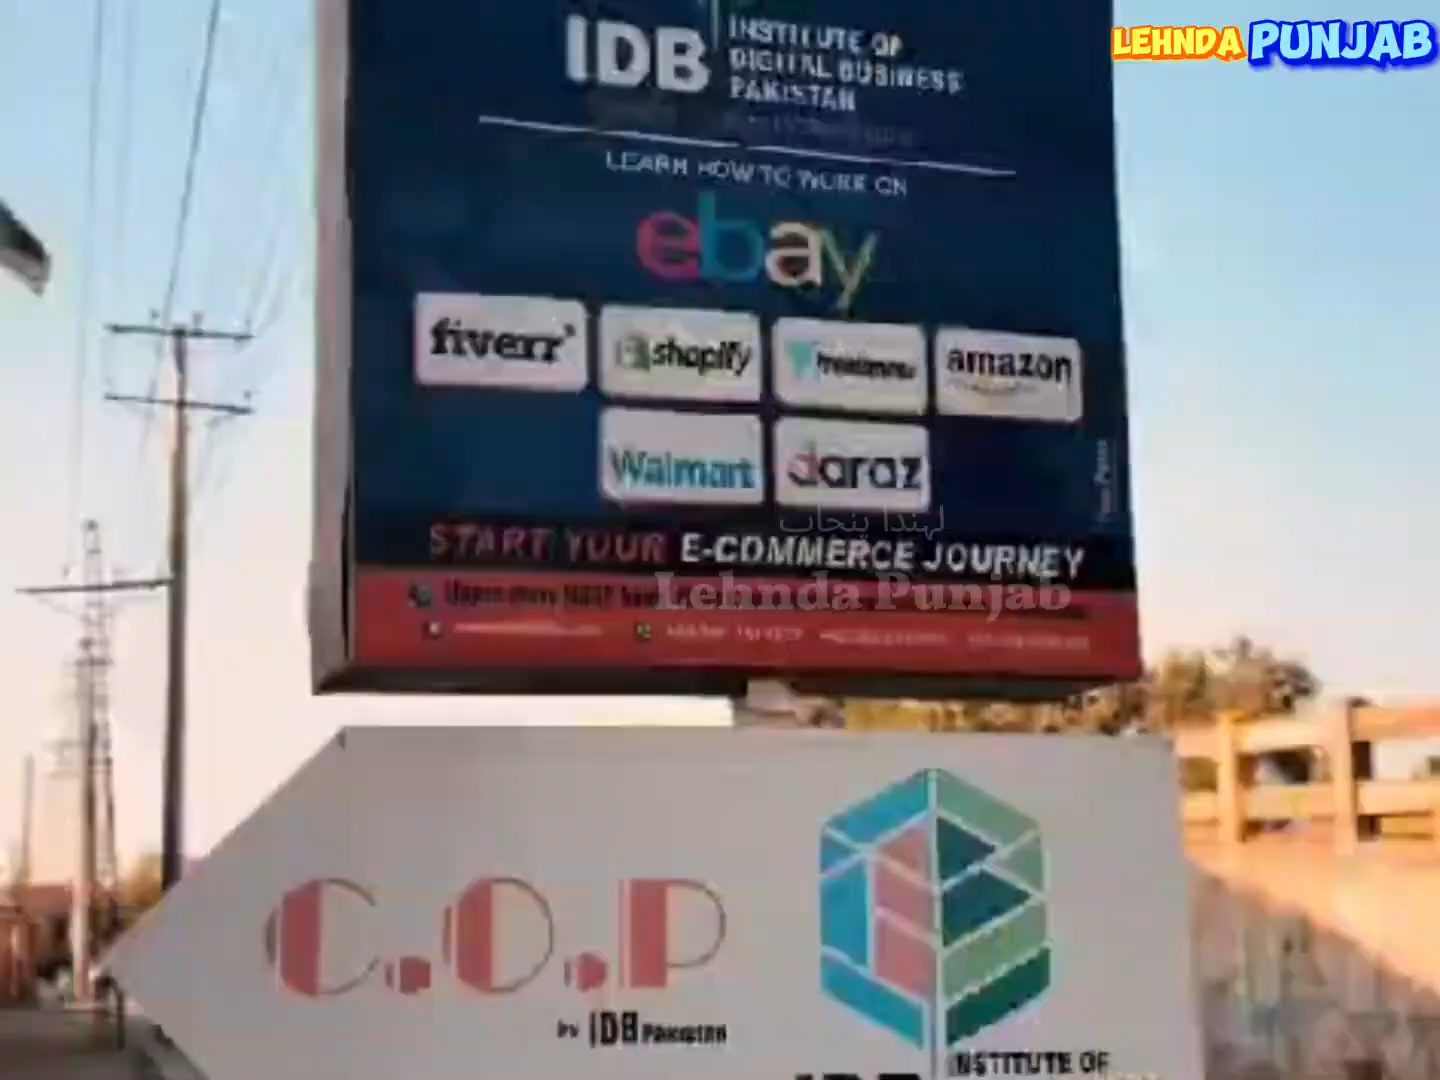 LEHNDA PUNJAB
IDB
INSTITUTE OF
DIGITAL BUSINESS
PAKISTAN
LEARN HOW TO WORK ON
ebay
fiverr
shopify
amazon
Walmart
daraz
لہندا پنجاب
START YOUR E-COMMERCE JOURNEY
Lehnda Punjab
C.O.P
BY IDB PAKISTAN
INSTITUTE OF